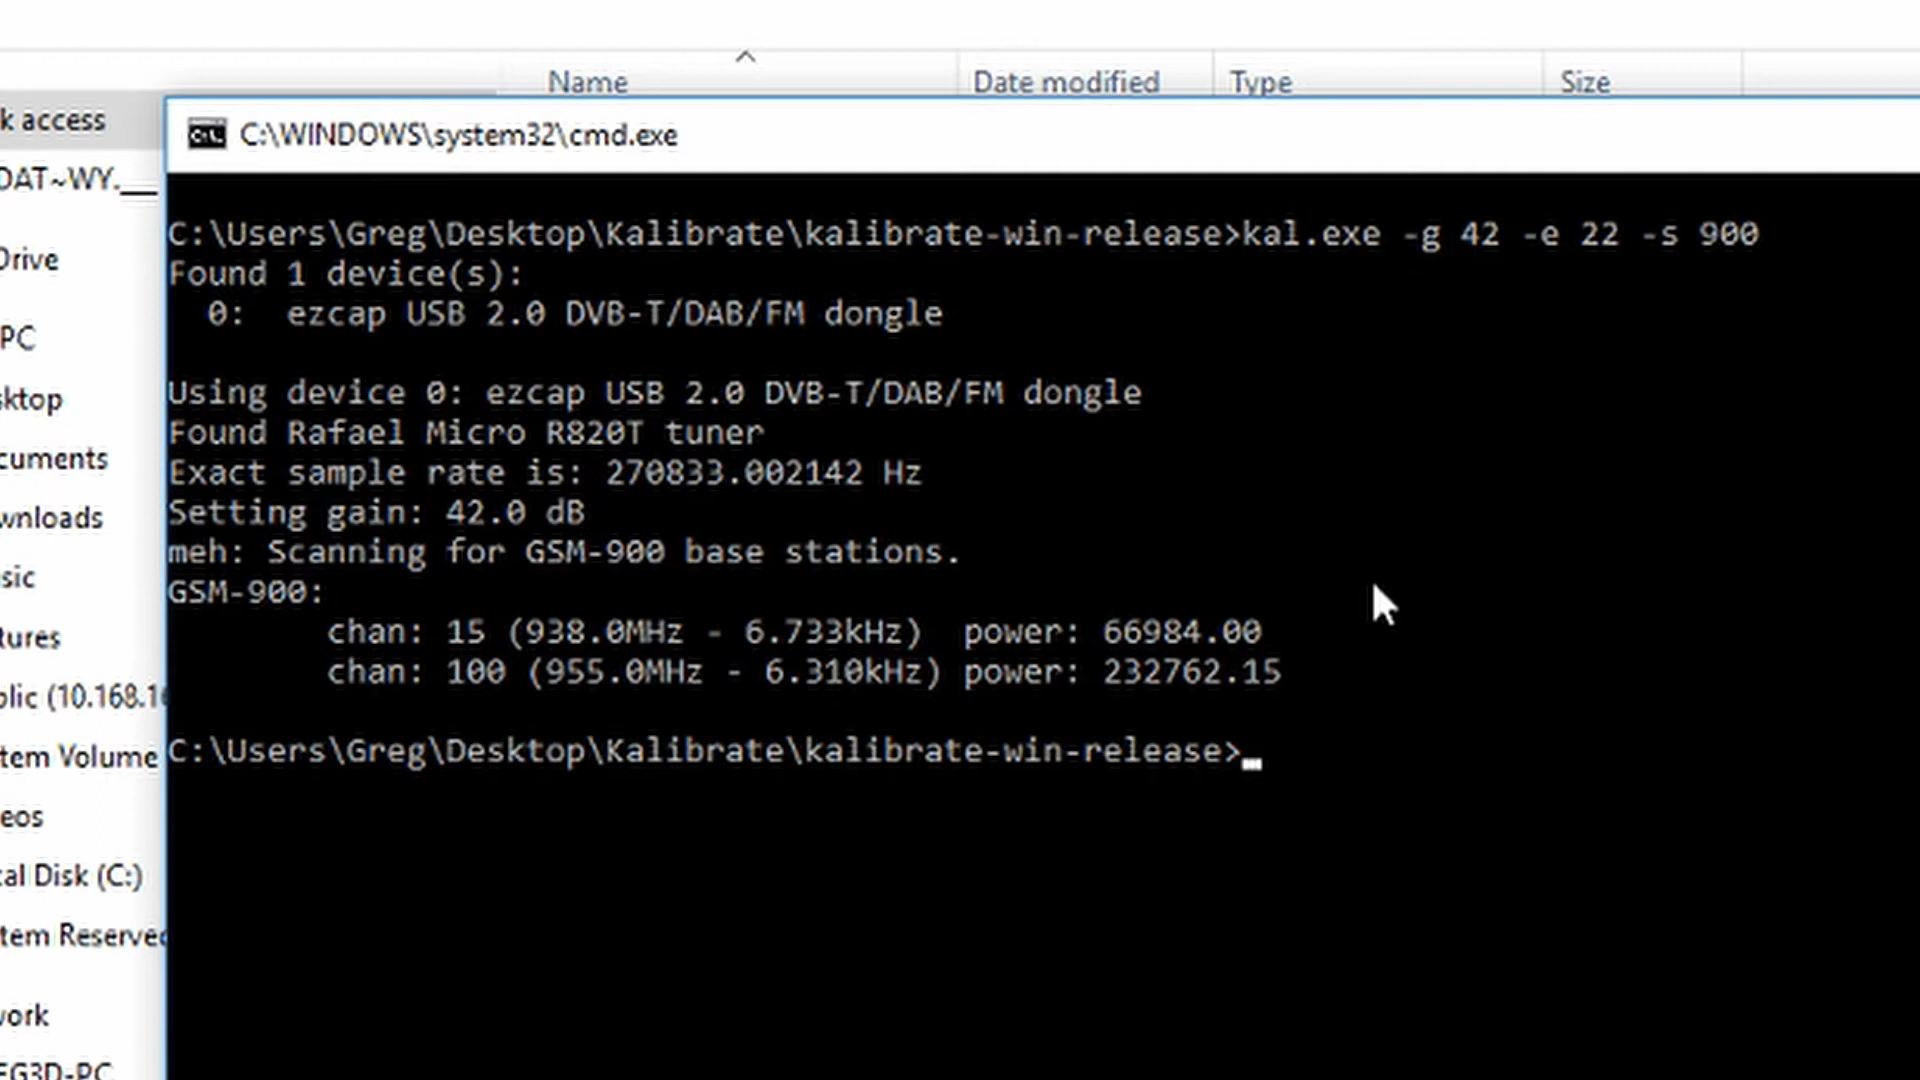 Name Date modified Type Size
k access
C:\WINDOWS\system32\cmd.exe
DAT~WY.__
C:\Users\Greg\Desktop\Kalibrate\kalibrate-win-release>kal.exe -g 42 -e 22 -s 900
Drive
Found 1 device(s):
0: ezcap USB 2.0 DVB-T/DAB/FM dongle
PC
sktop
Using device 0: ezcap USB 2.0 DVB-T/DAB/FM dongle
Found Rafael Micro R820T tuner
cuments
Exact sample rate is: 270833.002142 Hz
wnloads
Setting gain: 42.0 dB
meh: Scanning for GSM-900 base stations.
sic
GSM-900:
tures
chan: 15 (938.0MHz - 6.733kHz) power: 66984.00
chan: 100 (955.0MHz - 6.310kHz) power: 232762.15
blic (10.168.16
tem Volume
C:\Users\Greg\Desktop\Kalibrate\kalibrate-win-release>
eos
cal Disk (C:)
tem Reserved
work
EG3D-PC